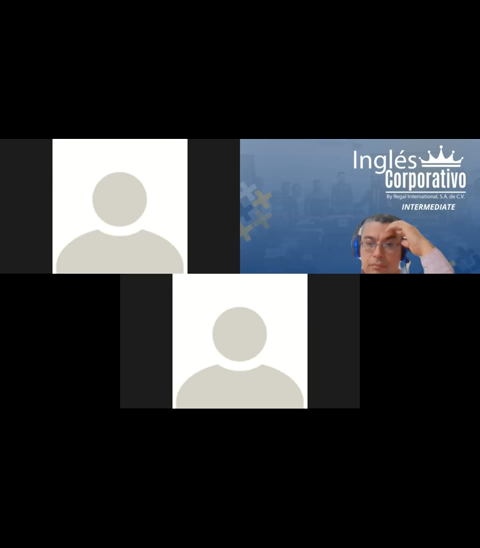 Inglés
Corporativo
By Regal International, S.A. de C.V.
INTERMEDIATE